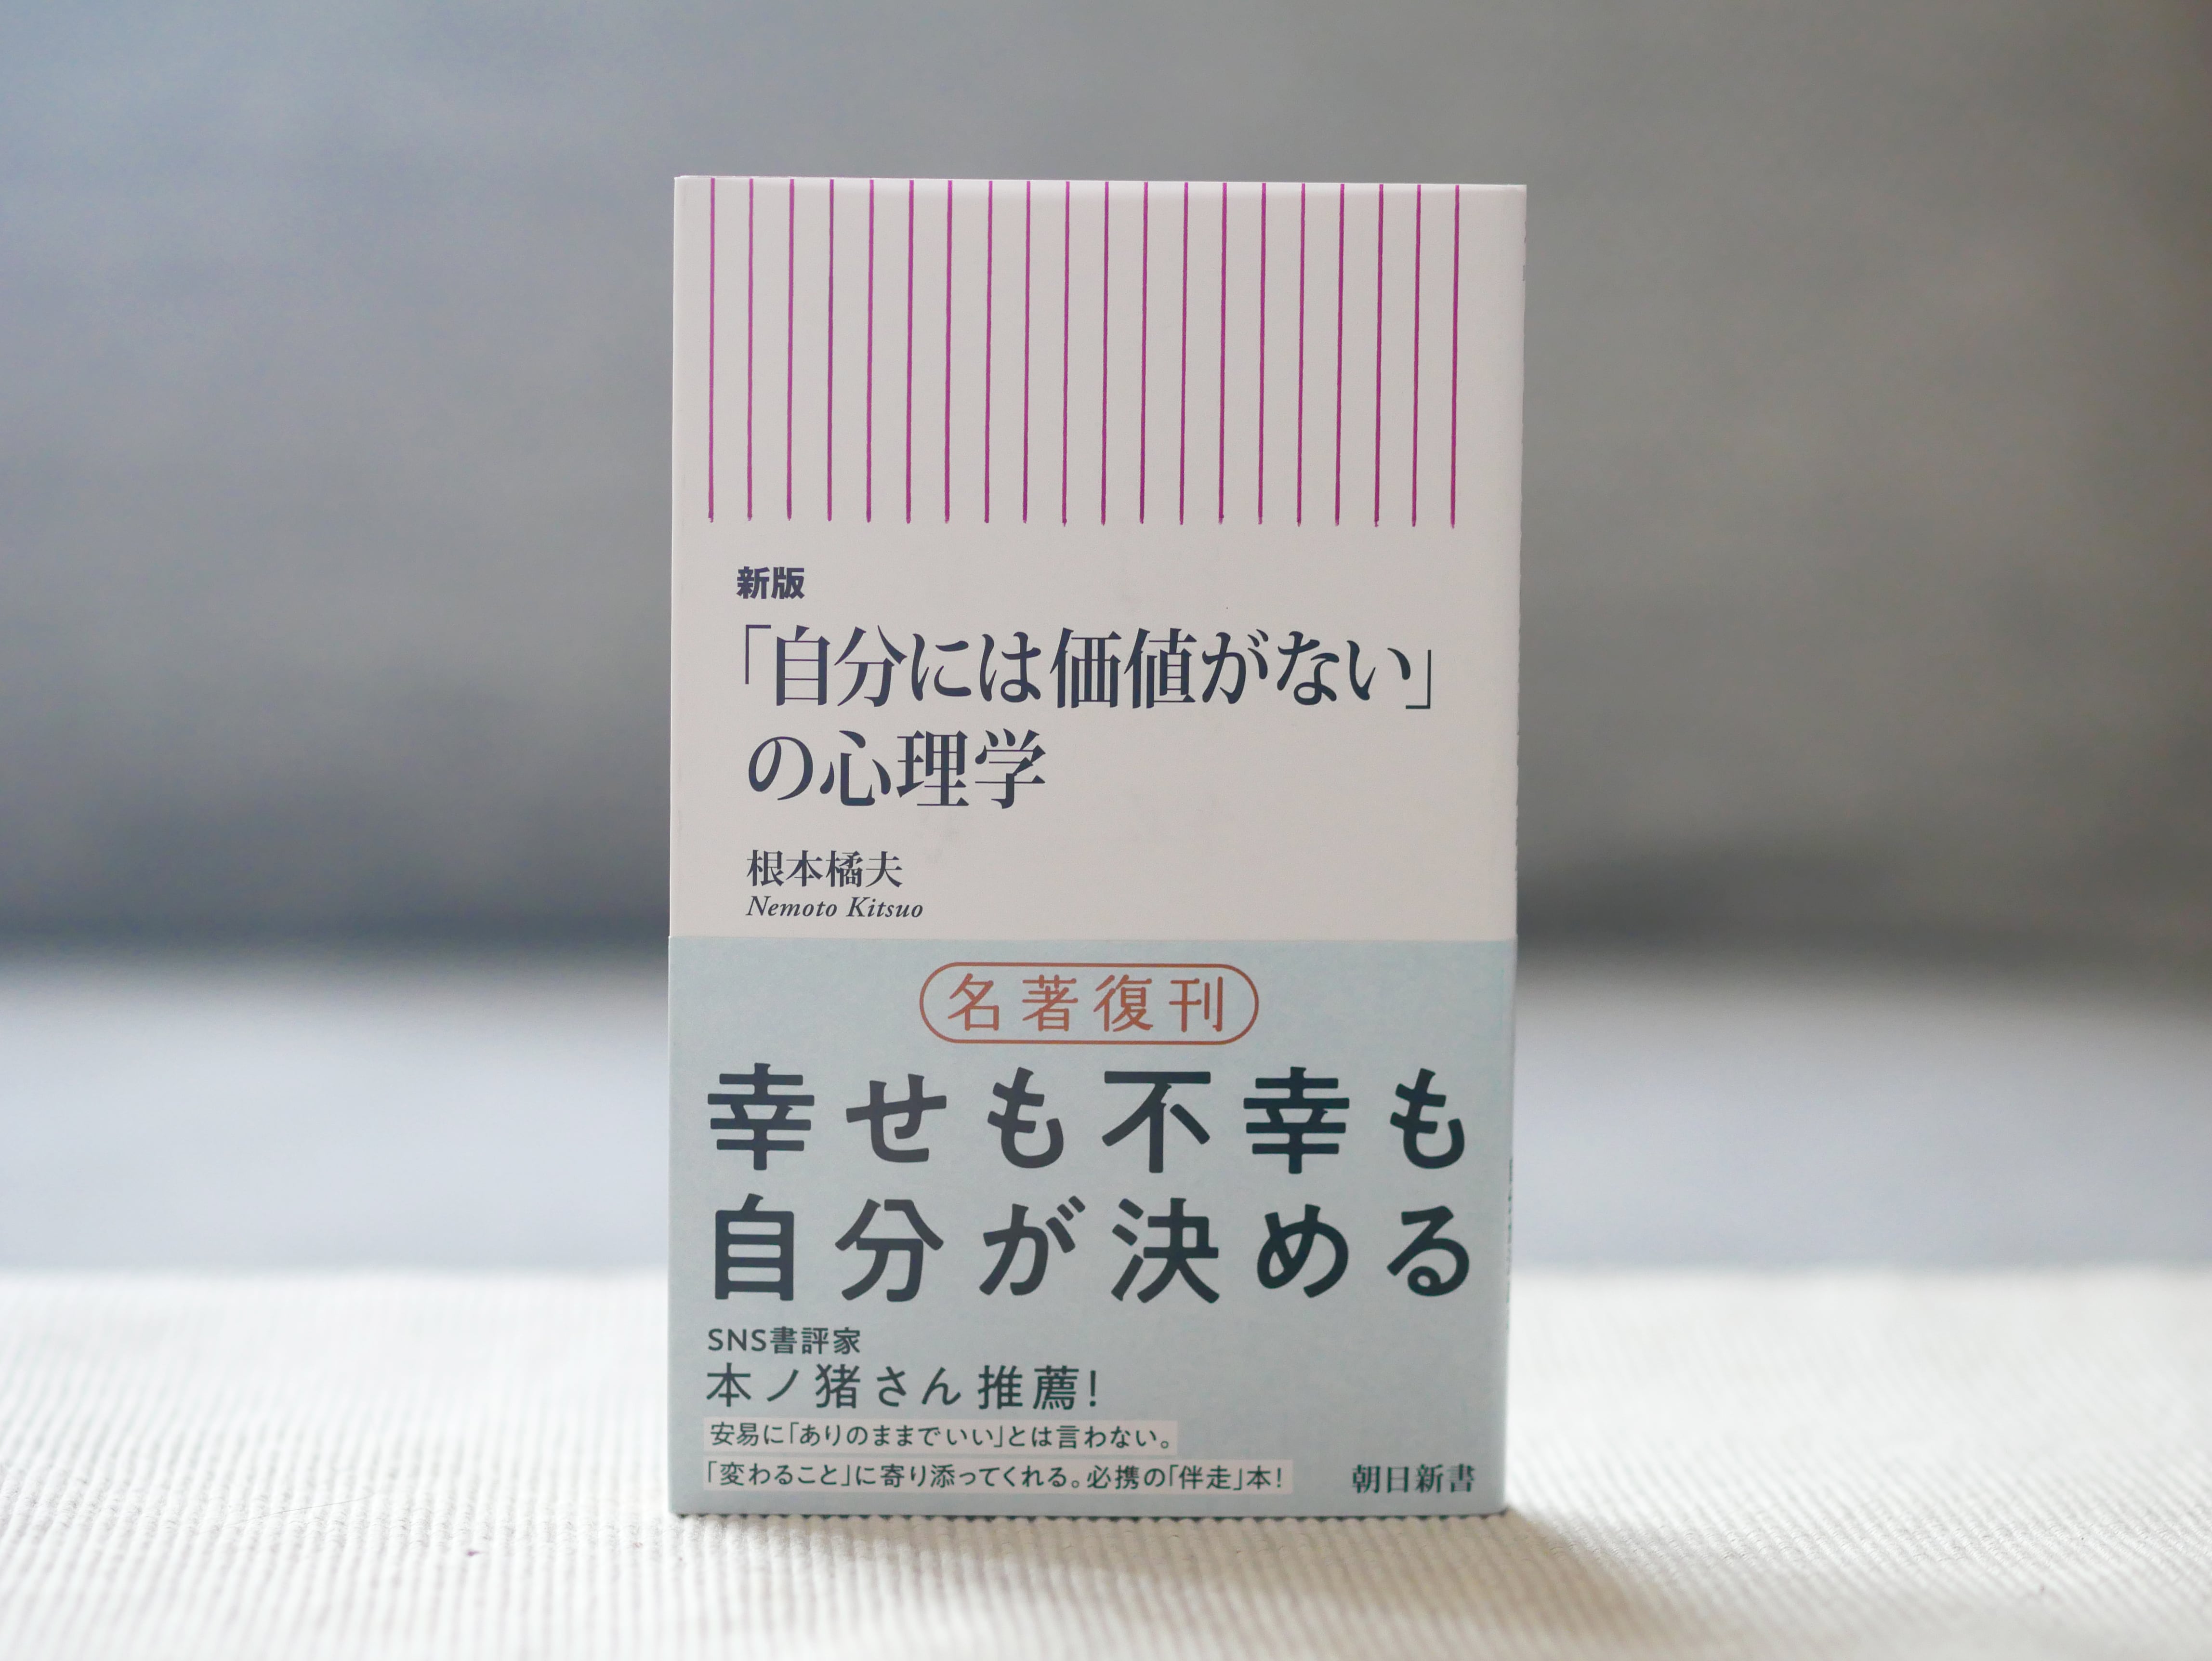 新版
「自分には価値がない」
の心理学
根本橘夫
Nemoto Kitsuo
名著復刊
幸せも不幸も
自分が決める
SNS書評家
本ノ猪さん 推薦!
安易に「ありのままでいい」とは言わない。
「変わること」に寄り添ってくれる。必携の「伴走」本!
朝日新書